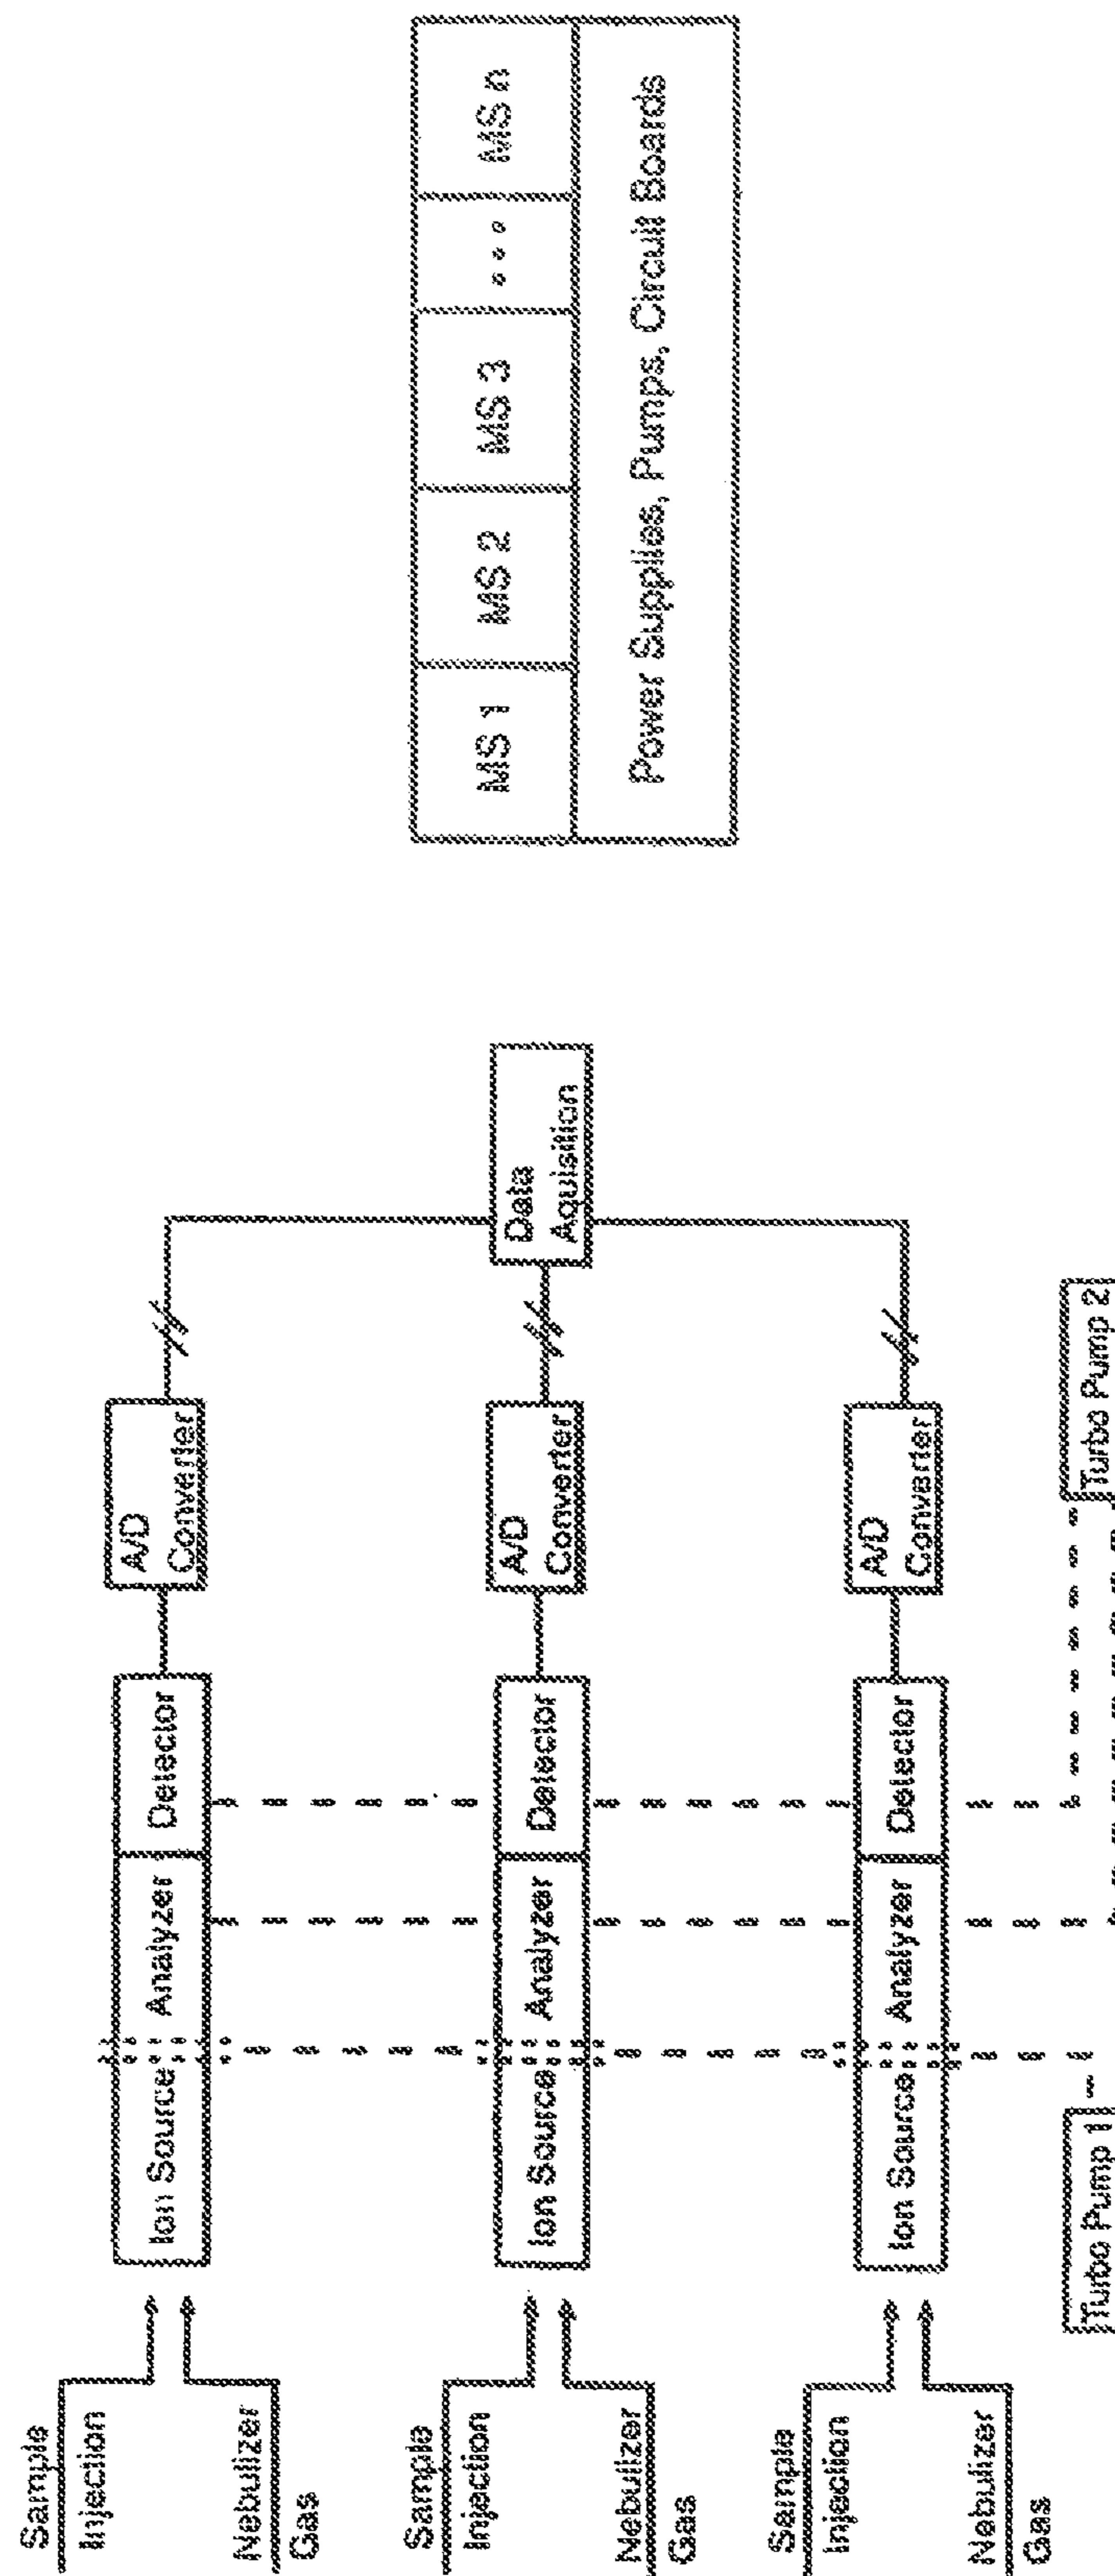 Sample
Injection
Nebulizer
Gas
Ion Source
Analyzer
Detector
A/D
Converter
Sample
Injection
Nebulizer
Gas
Ion Source
Analyzer
Detector
A/D
Converter
Data
Aquisition
Sample
Injection
Nebulizer
Gas
Ion Source
Analyzer
Detector
A/D
Converter
Turbo Pump 1
Turbo Pump 2
MS 1
MS 2
MS 3
• • •
MS n
Power Supplies, Pumps, Circuit Boards